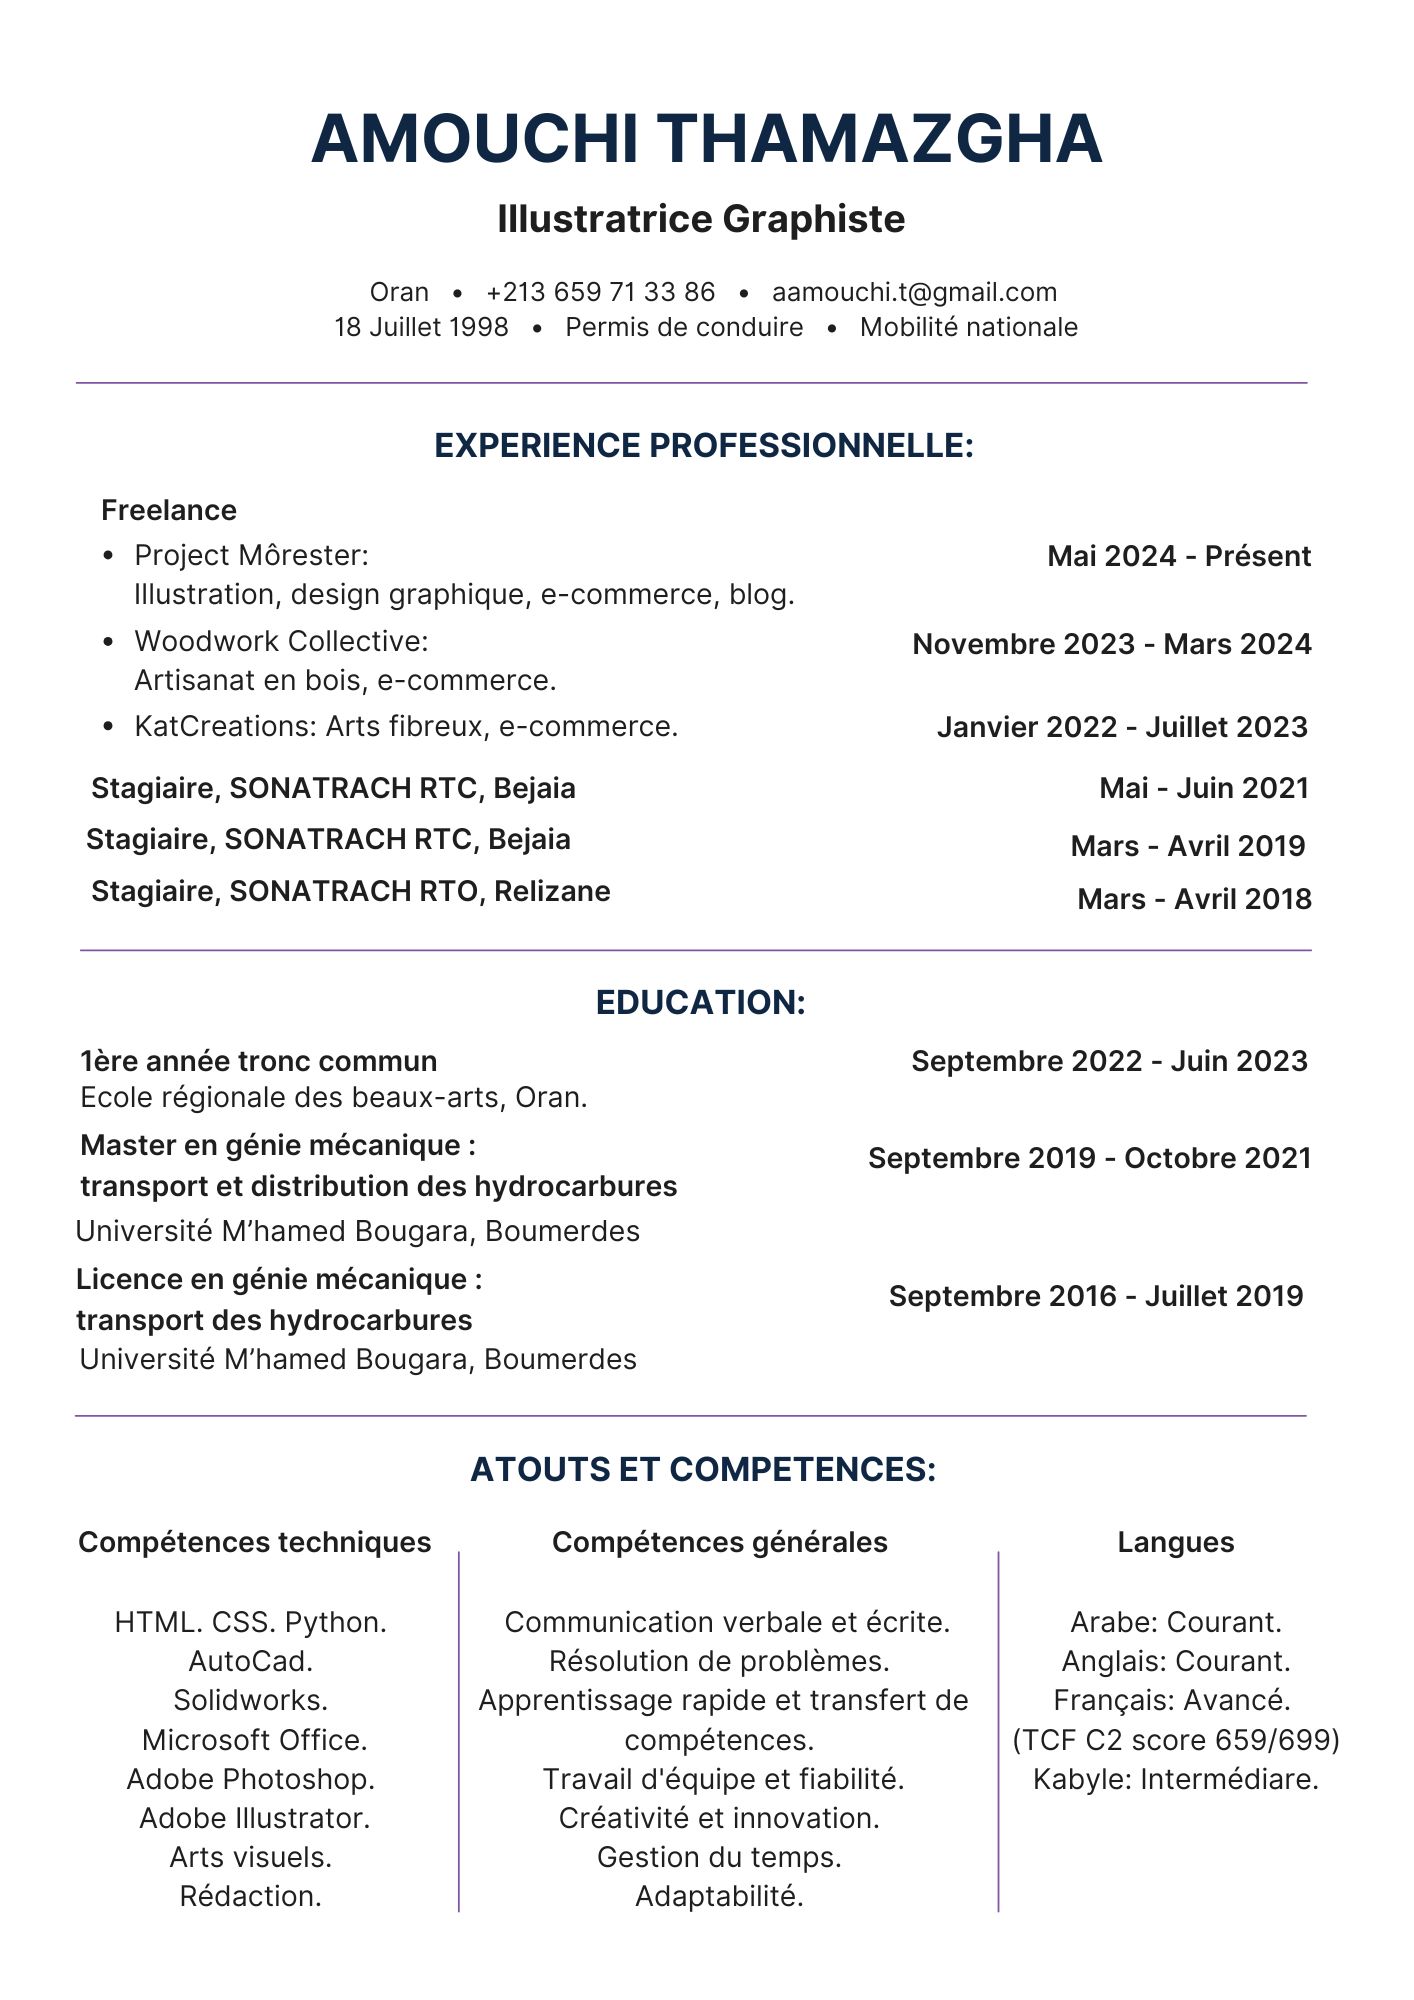 AMOUCHI THAMAZGHA
Illustratrice Graphiste
Oran • +213 659 71 33 86 • aamouchi.t@gmail.com
18 Juillet 1998 • Permis de conduire • Mobilité nationale
EXPERIENCE PROFESSIONNELLE:
Freelance
• Project Môrester: Mai 2024 - Présent
Illustration, design graphique, e-commerce, blog.
• Woodwork Collective: Novembre 2023 - Mars 2024
Artisanat en bois, e-commerce.
• KatCreations: Arts fibreux, e-commerce. Janvier 2022 - Juillet 2023
Stagiaire, SONATRACH RTC, Bejaia Mai - Juin 2021
Stagiaire, SONATRACH RTC, Bejaia Mars - Avril 2019
Stagiaire, SONATRACH RTO, Relizane Mars - Avril 2018
EDUCATION:
1ère année tronc commun Septembre 2022 - Juin 2023
Ecole régionale des beaux-arts, Oran.
Master en génie mécanique : Septembre 2019 - Octobre 2021
transport et distribution des hydrocarbures
Université M’hamed Bougara, Boumerdes
Licence en génie mécanique : Septembre 2016 - Juillet 2019
transport des hydrocarbures
Université M’hamed Bougara, Boumerdes
ATOUTS ET COMPETENCES:
Compétences techniques
HTML. CSS. Python.
AutoCad.
Solidworks.
Microsoft Office.
Adobe Photoshop.
Adobe Illustrator.
Arts visuels.
Rédaction.
Compétences générales
Communication verbale et écrite.
Résolution de problèmes.
Apprentissage rapide et transfert de
compétences.
Travail d'équipe et fiabilité.
Créativité et innovation.
Gestion du temps.
Adaptabilité.
Langues
Arabe: Courant.
Anglais: Courant.
Français: Avancé.
(TCF C2 score 659/699)
Kabyle: Intermédiare.